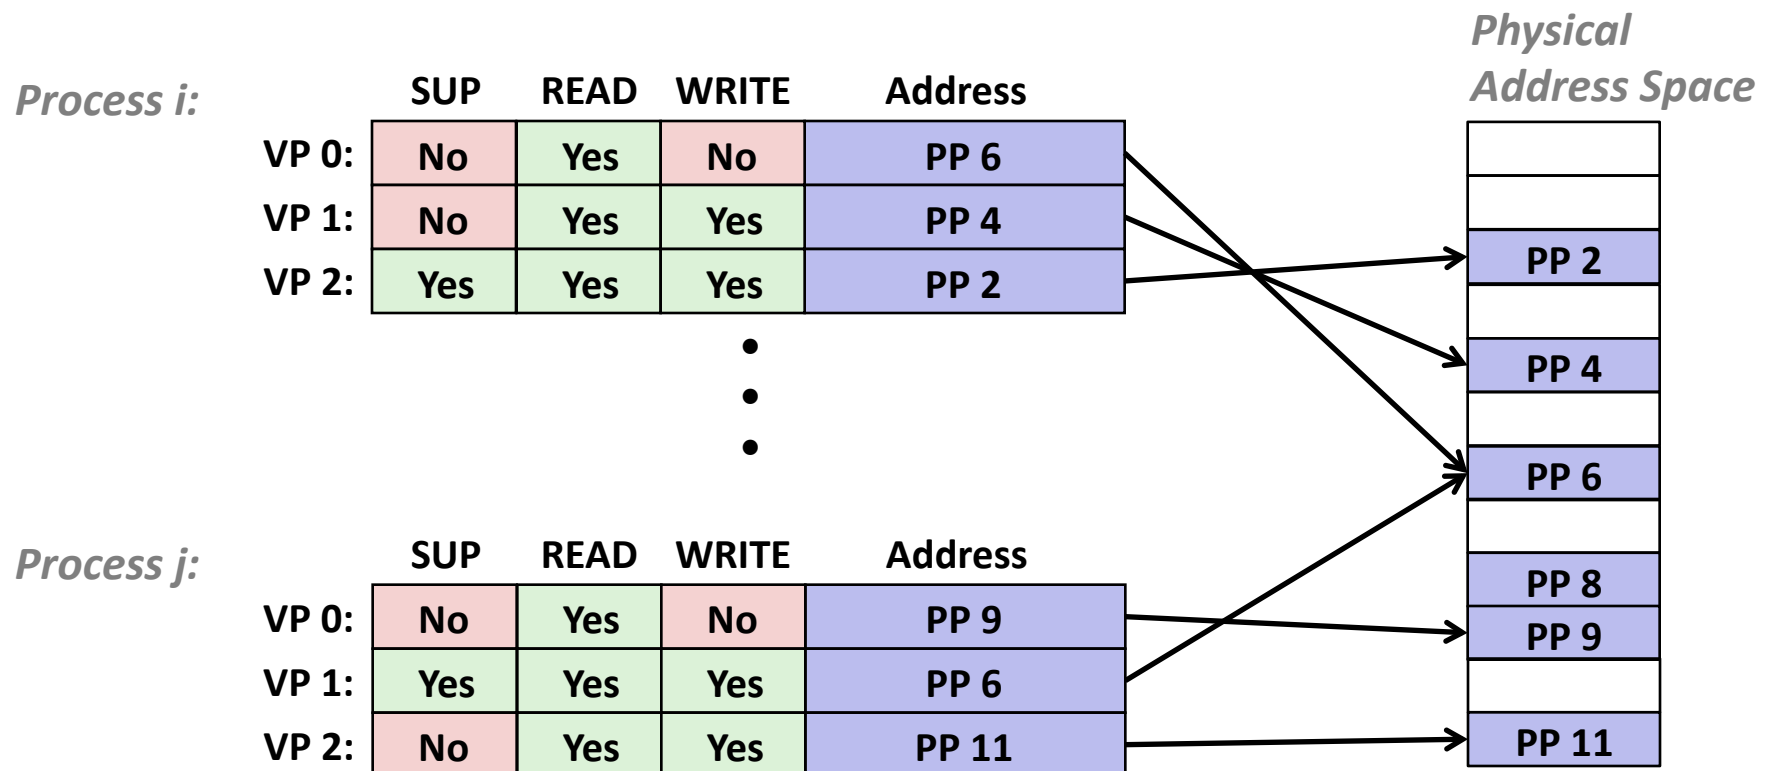 Physical
Address Space
Process i:
SUP READ WRITE Address
VP 0: No Yes No PP 6
VP 1: No Yes Yes PP 4
VP 2: Yes Yes Yes PP 2
PP 2
PP 4
PP 6
PP 8
PP 9
PP 11
Process j:
SUP READ WRITE Address
VP 0: No Yes No PP 9
VP 1: Yes Yes Yes PP 6
VP 2: No Yes Yes PP 11